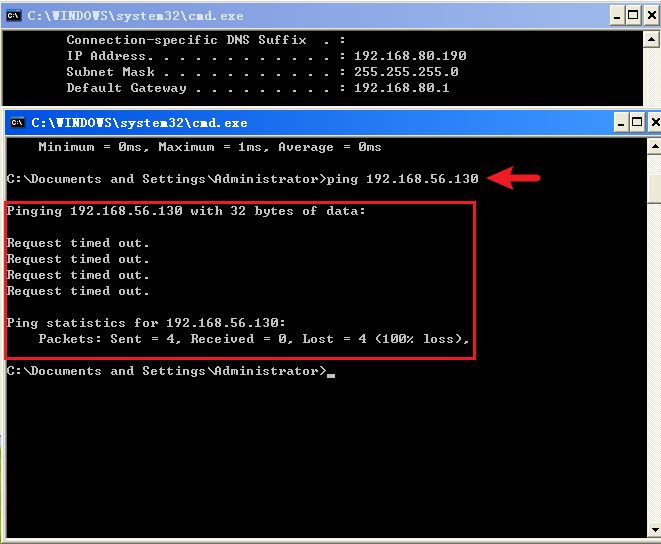 C:\WINDOWS\system32\cmd.exe
Connection-specific DNS Suffix  . :
IP Address. . . . . . . . . . . . : 192.168.80.190
Subnet Mask . . . . . . . . . . . : 255.255.255.0
Default Gateway . . . . . . . . . : 192.168.80.1
C:\WINDOWS\system32\cmd.exe
Minimum = 0ms, Maximum = 1ms, Average = 0ms
C:\Documents and Settings\Administrator>ping 192.168.56.130
Pinging 192.168.56.130 with 32 bytes of data:
Request timed out.
Request timed out.
Request timed out.
Request timed out.
Ping statistics for 192.168.56.130:
Packets: Sent = 4, Received = 0, Lost = 4 (100% loss),
C:\Documents and Settings\Administrator>_